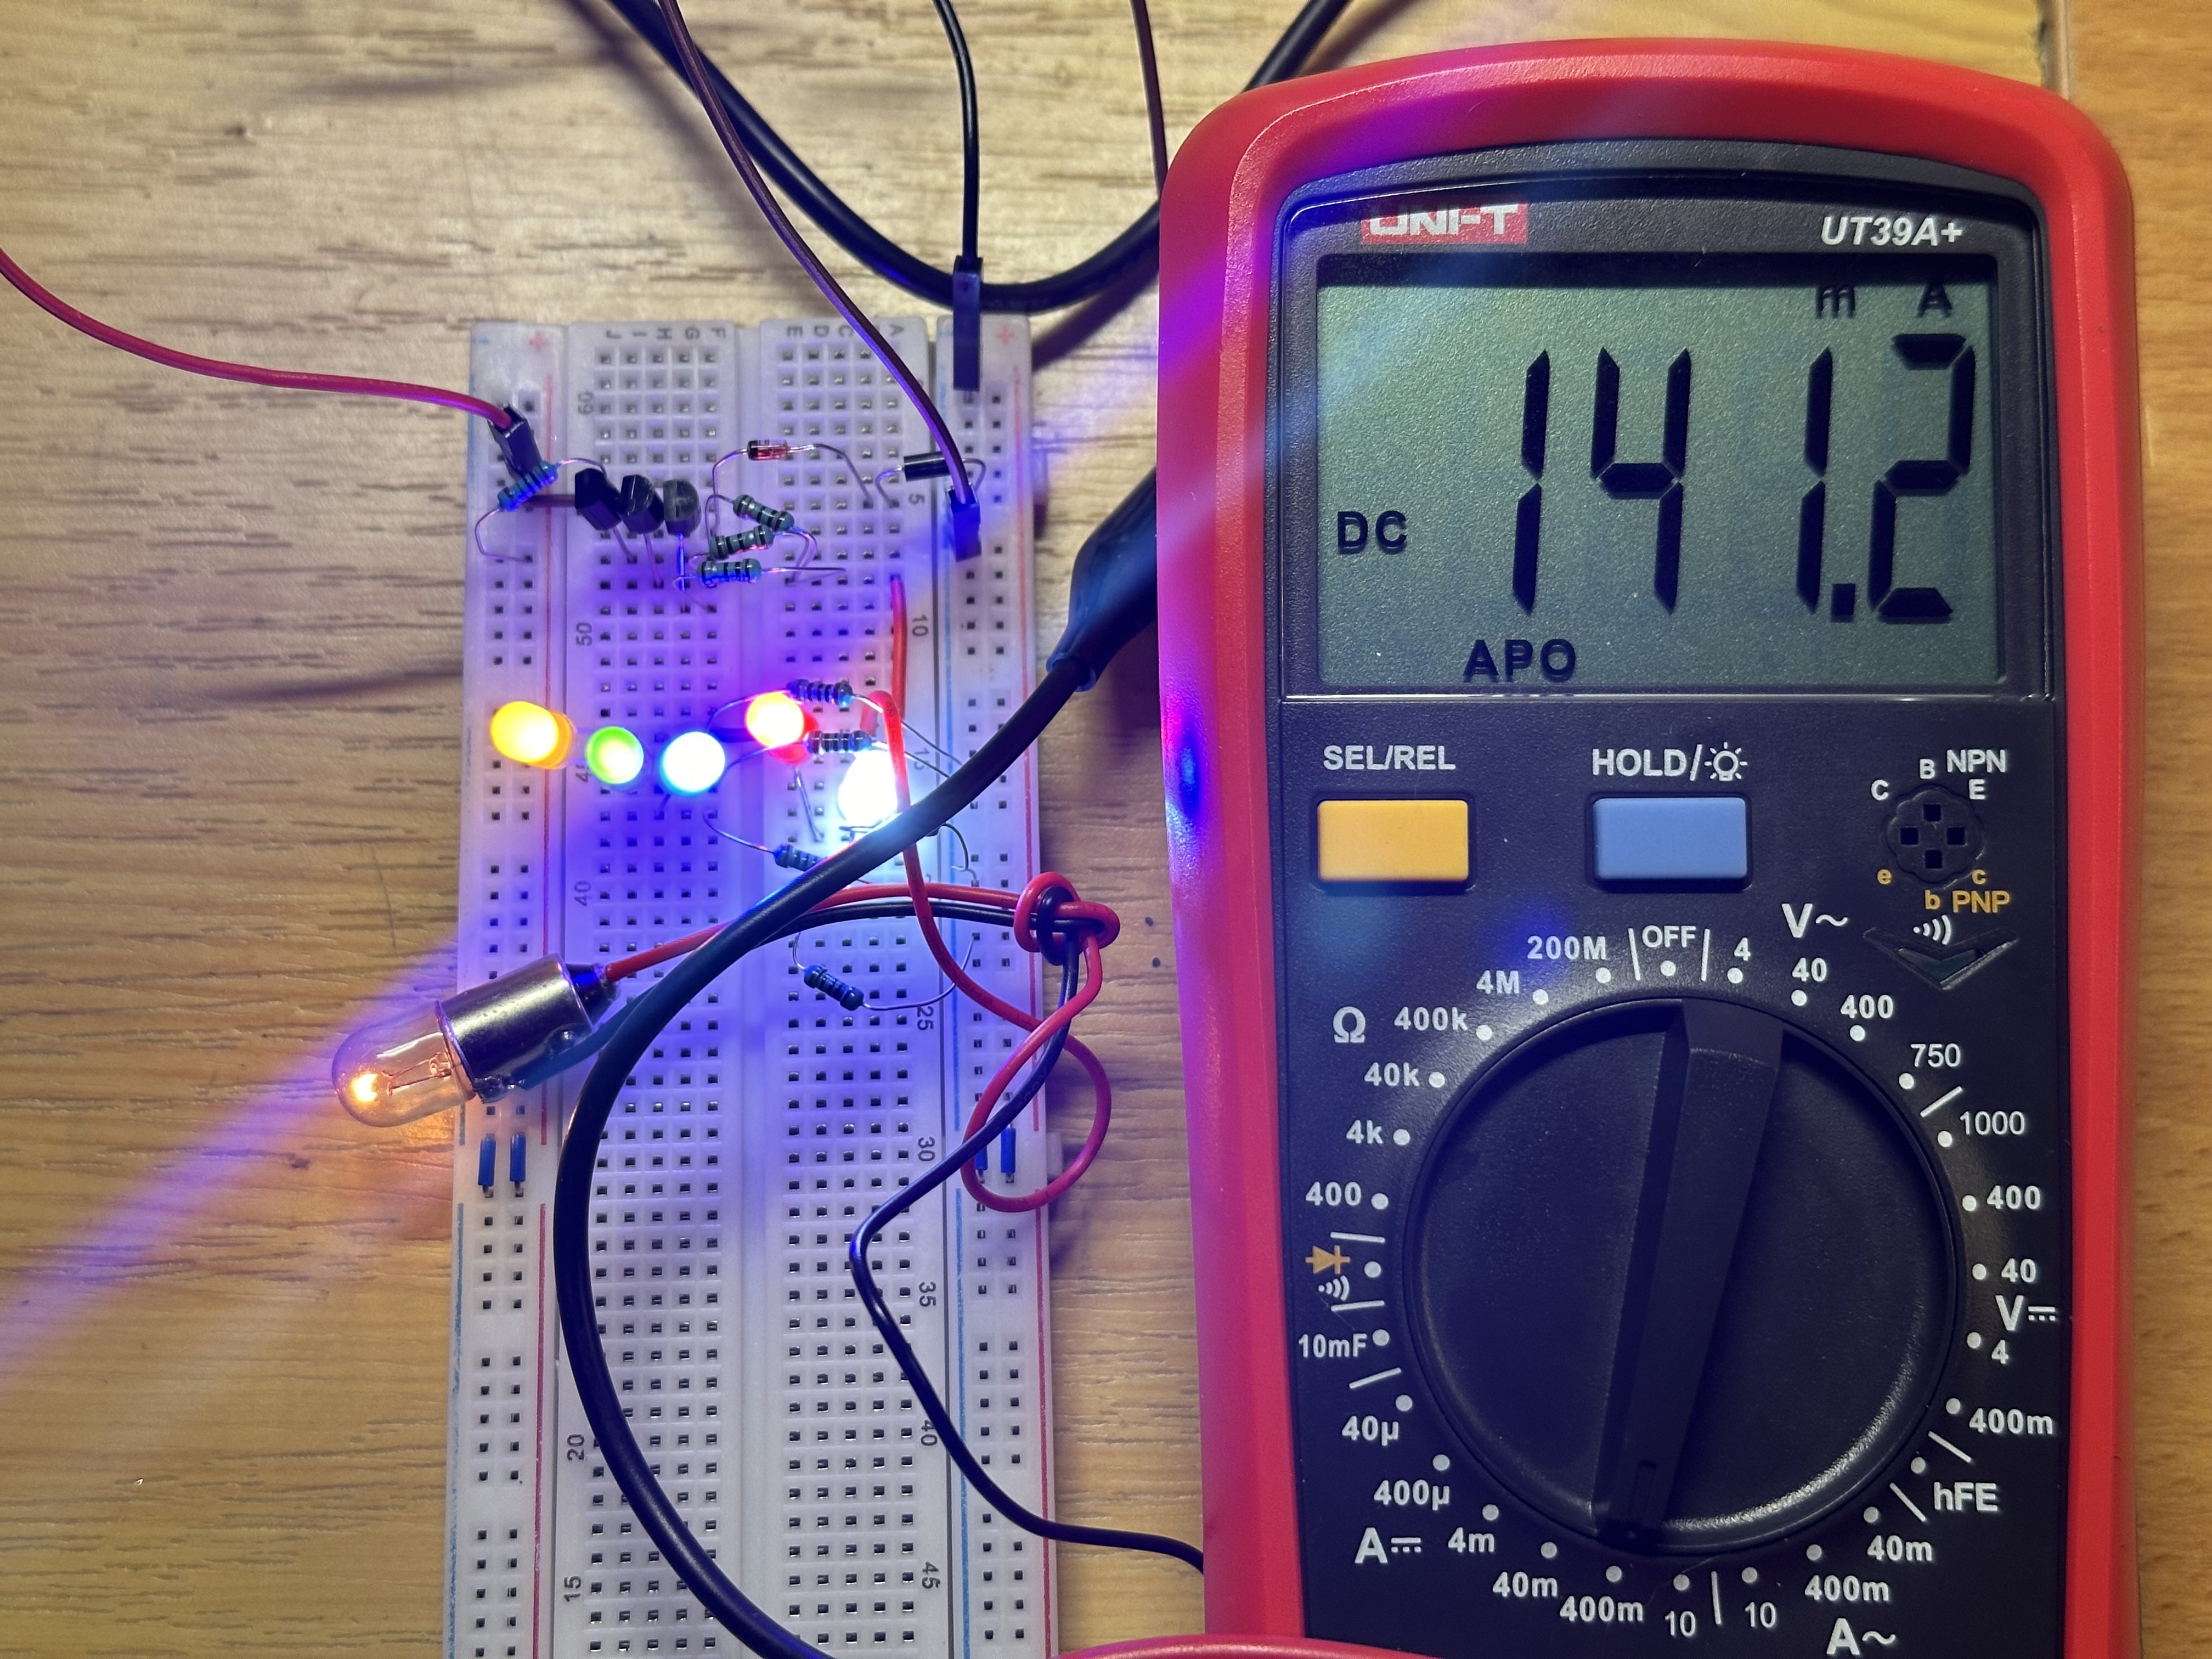 J I H G F
E D C A
+
+
60
5
50
10
40
25
30
35
20
40
15
45
UNI-T
UT39A+
m A
DC 141.2
APO
SEL/REL
HOLD/
NPN
B
C E
e c
b PNP
V~
200M OFF 4
4M 40
Ω 400k 400
40k 750
4k 1000
400 400
40
V⎓
10mF 4
40μ 400m
400μ hFE
A⎓ 4m 40m
40m 400m
400m 10 10
A~